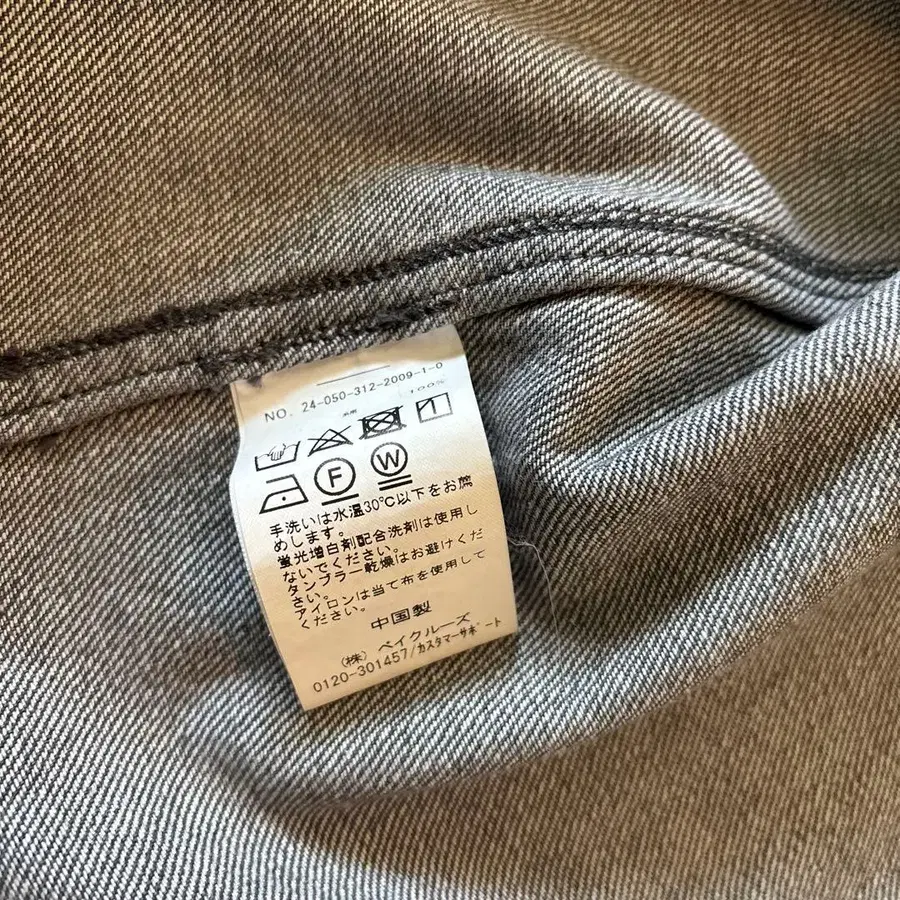 NO. 24-050-312-2009-1-0
100%
F W
手洗いは水温30℃以下をお薦
めします。
蛍光増白剤配合洗剤は使用し
ないでください。
タンブラー乾燥はお避けくだ
さい。
アイロンは当て布を使用して
ください。
中国製
(株) ベイクルーズ
0120-301457/カスタマーサポート